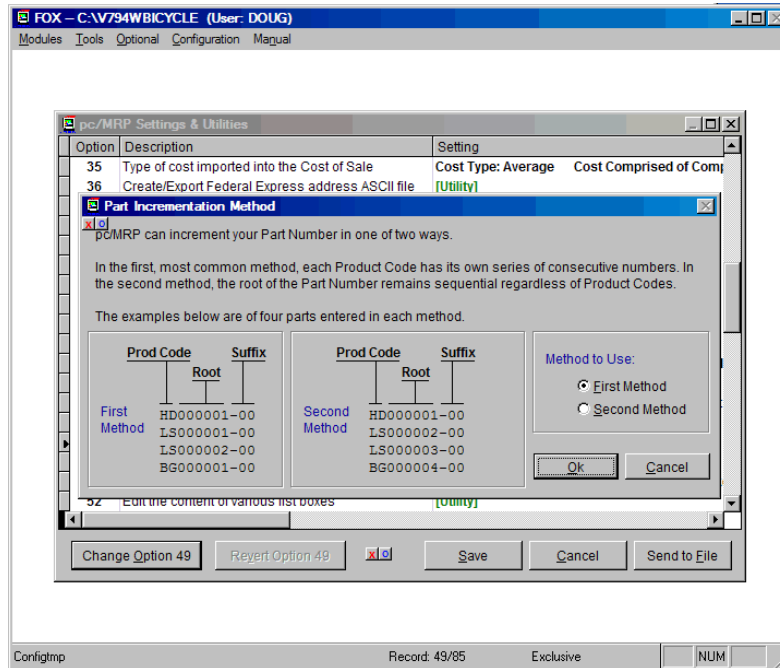 FOX – C:\V794WBICYCLE (User: DOUG)
Modules Tools Optional Configuration Manual
pc/MRP Settings & Utilities
Option Description Setting
35 Type of cost imported into the Cost of Sale Cost Type: Average Cost Comprised of Comp
36 Create/Export Federal Express address ASCII file [Utility]
Part Incrementation Method
X O
pc/MRP can increment your Part Number in one of two ways.
In the first, most common method, each Product Code has its own series of consecutive numbers. In
the second method, the root of the Part Number remains sequential regardless of Product Codes.
The examples below are of four parts entered in each method.
Prod Code Suffix
Root
First
Method
HD000001-00
LS000001-00
LS000002-00
BG000001-00
Prod Code Suffix
Root
Second
Method
HD000001-00
LS000002-00
LS000003-00
BG000004-00
Method to Use:
First Method
Second Method
Ok Cancel
52 Edit the content of various list boxes [Utility]
Change Option 49 Revert Option 49 X O Save Cancel Send to File
Configtmp Record: 49/85 Exclusive NUM